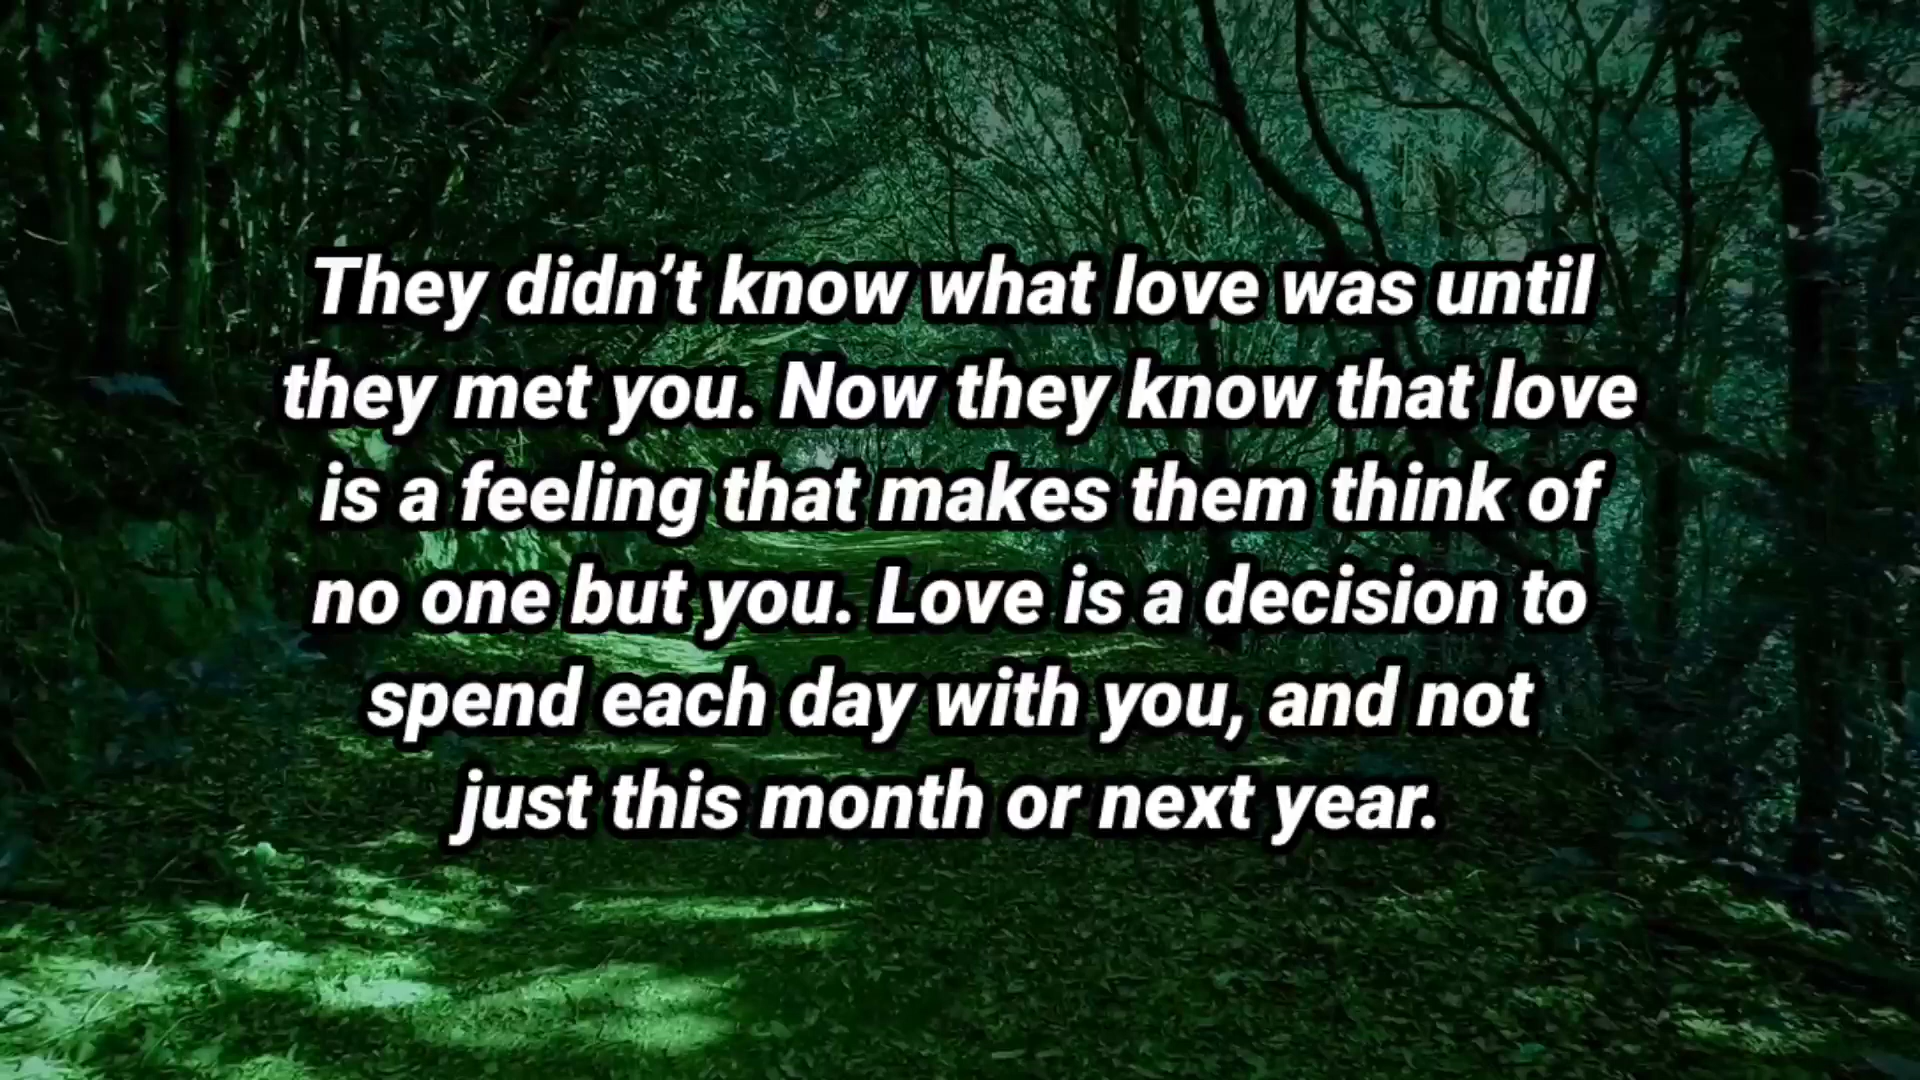 They didn’t know what love was until
they met you. Now they know that love
is a feeling that makes them think of
no one but you. Love is a decision to
spend each day with you, and not
just this month or next year.